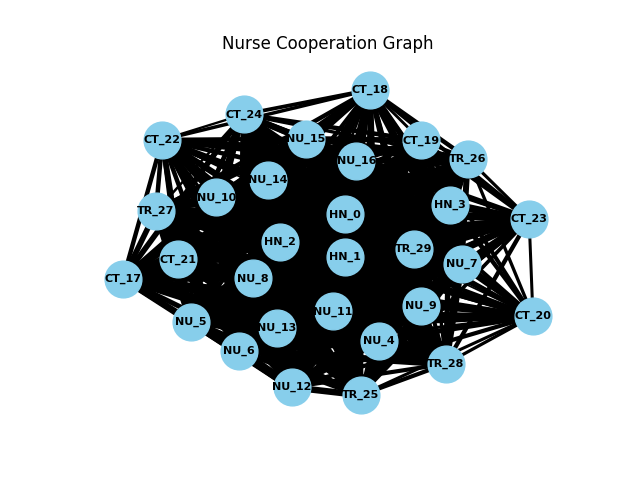 Nurse Cooperation Graph
CT_18
CT_24
CT_22
NU_15
CT_19
NU_16
TR_26
NU_14
NU_10
HN_3
TR_27
HN_0
CT_23
HN_2
TR_29
HN_1
CT_21
NU_7
CT_17
NU_8
NU_9
NU_11
CT_20
NU_5
NU_13
NU_4
NU_6
TR_28
NU_12
TR_25